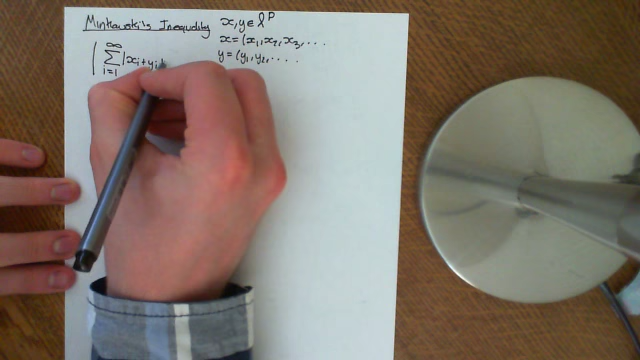 Minkowski's Inequality x, y ∈ l^p
x = (x₁, x₂, x₃, ...
y = (y₁, y₂, ....
( ∑_{i=1}^{∞} |x_i + y_i|